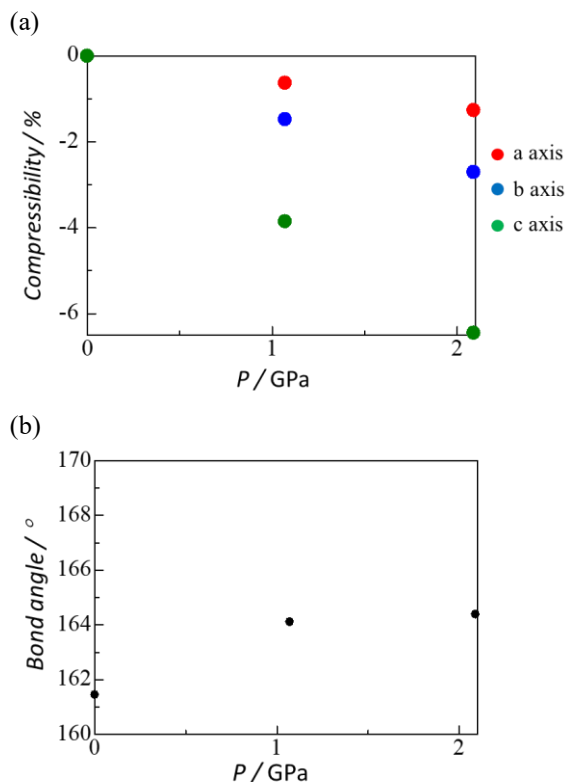 (a)
0
-2
-4
-6
Compressibility / %
0
1
2
P / GPa
a axis
b axis
c axis
(b)
170
168
166
164
162
160
Bond angle / °
0
1
2
P / GPa